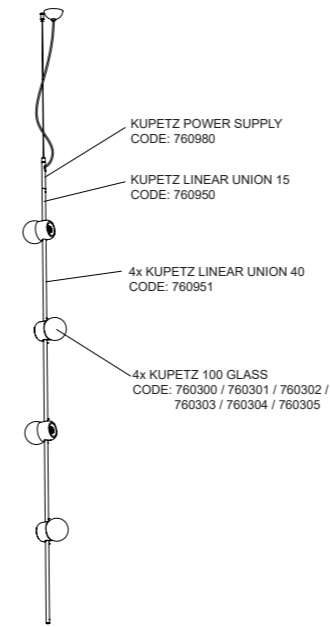 KUPETZ POWER SUPPLY
CODE: 760980
KUPETZ LINEAR UNION 15
CODE: 760950
4x KUPETZ LINEAR UNION 40
CODE: 760951
4x KUPETZ 100 GLASS
CODE: 760300 / 760301 / 760302 /
760303 / 760304 / 760305